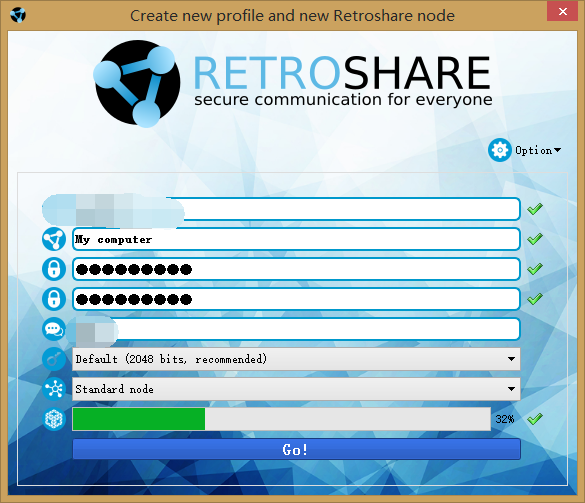 Create new profile and new Retroshare node
RETROSHARE
secure communication for everyone
Option
My computer
●●●●●●●●●
●●●●●●●●●
Default (2048 bits, recommended)
Standard node
32%
Go!